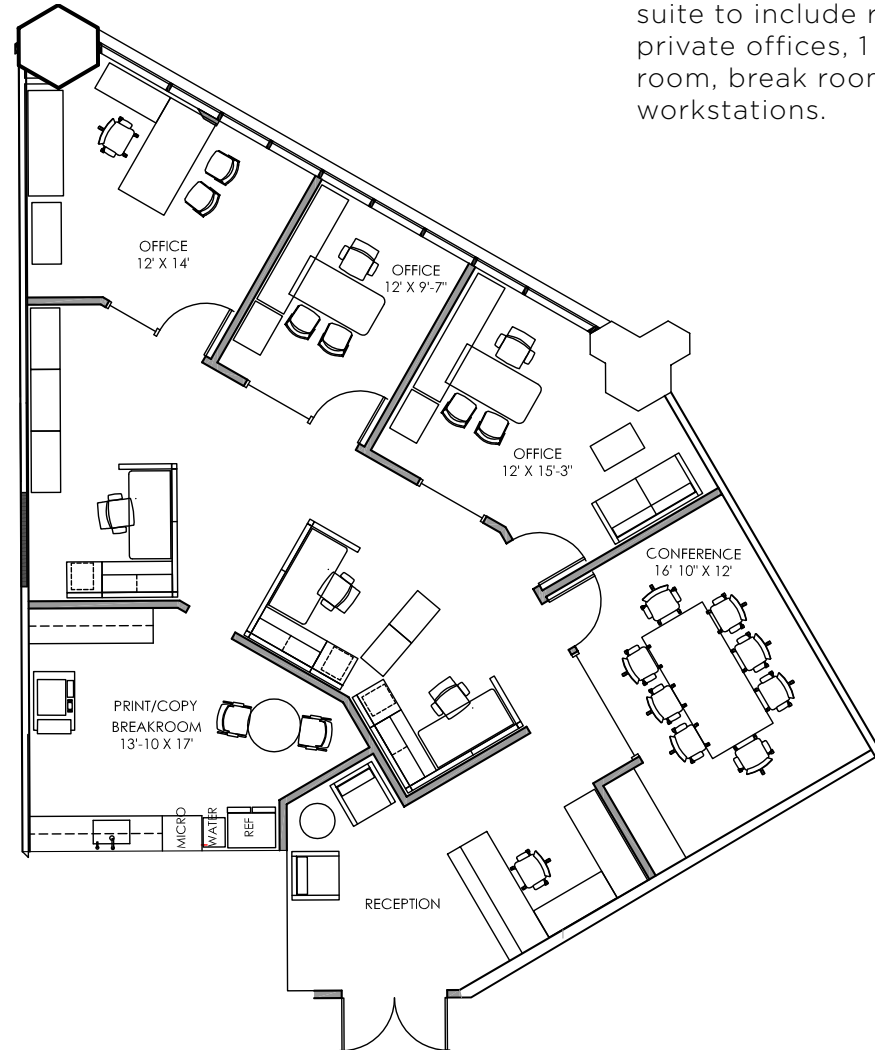 suite to include
private offices, 1
room, break
workstations.
OFFICE
12' X 14'
OFFICE
12' X 9'-7"
OFFICE
12' X 15'-3"
CONFERENCE
16' 10" X 12'
PRINT/COPY
BREAKROOM
13'-10 X 17'
MICRO
WATER
REF
RECEPTION